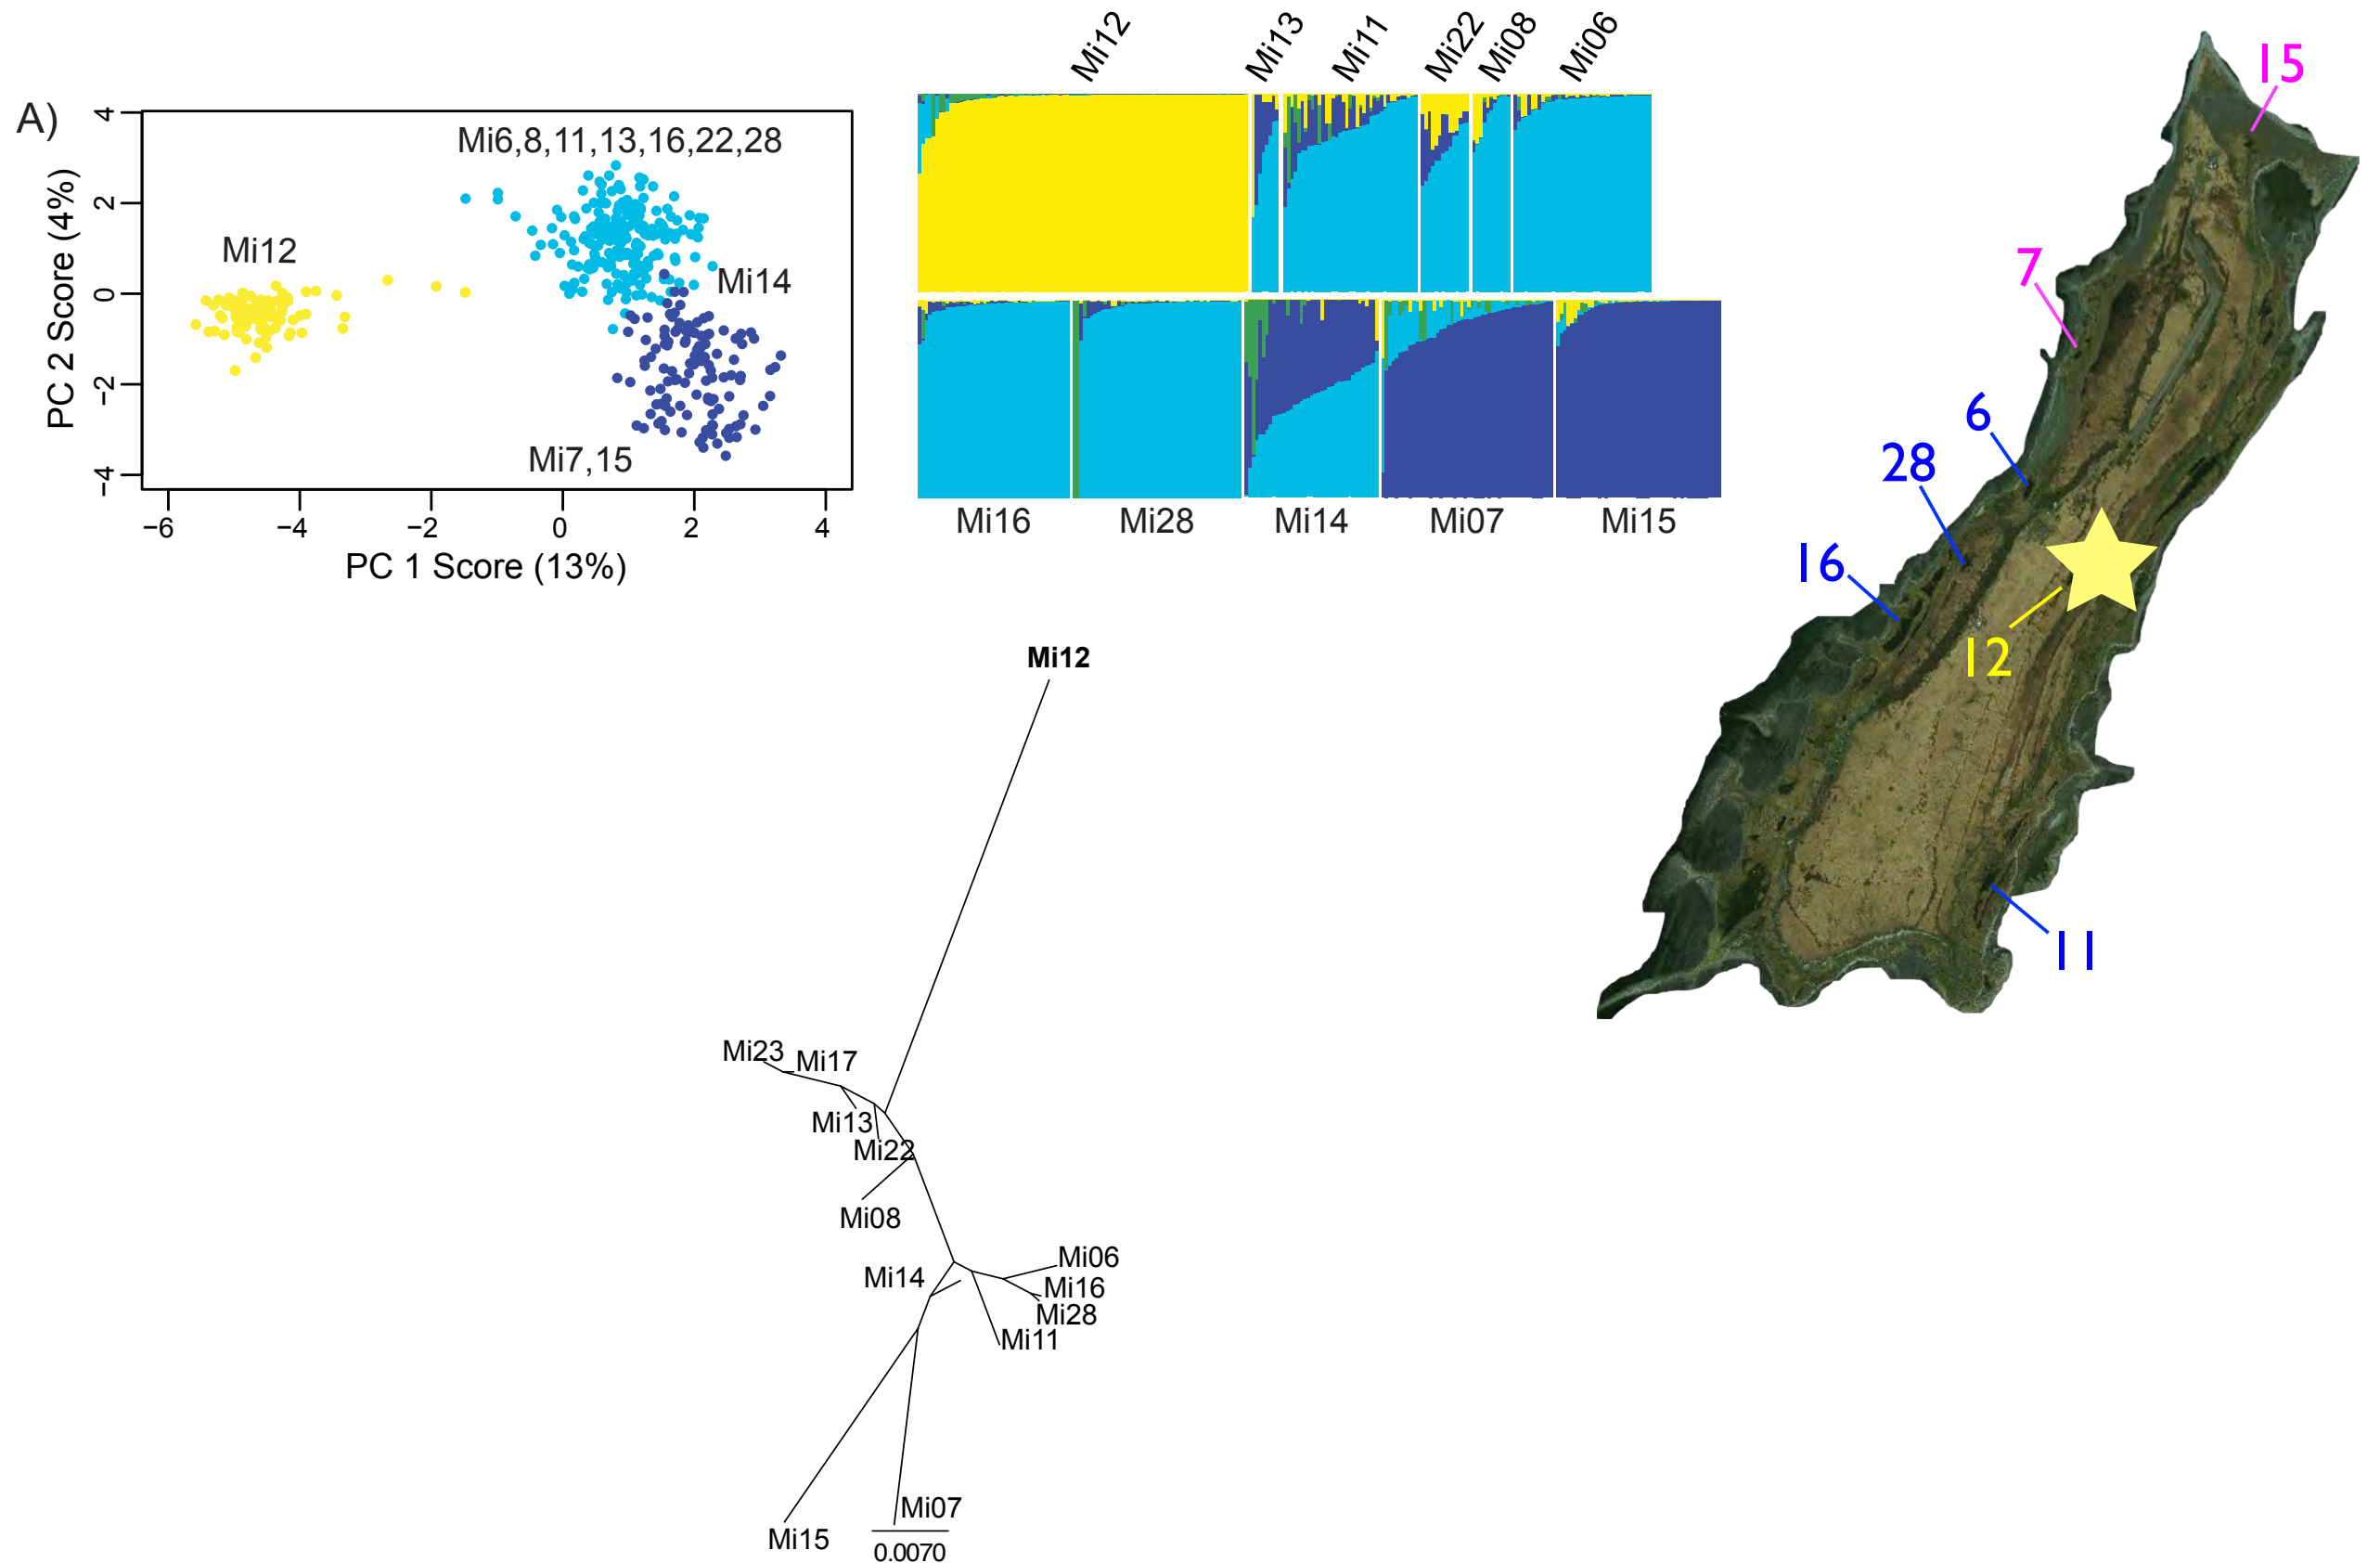 A)
Mi6,8,11,13,16,22,28
Mi12
Mi14
Mi7,15
4
2
0
−2
−4
PC 2 Score (4%)
−6
−4
−2
0
2
4
PC 1 Score (13%)
Mi12
Mi13
Mi11
Mi22
Mi08
Mi06
Mi16
Mi28
Mi14
Mi07
Mi15
15
7
6
28
16
12
11
Mi12
Mi23
Mi17
Mi13
Mi22
Mi08
Mi14
Mi06
Mi16
Mi28
Mi11
Mi07
Mi15
0.0070